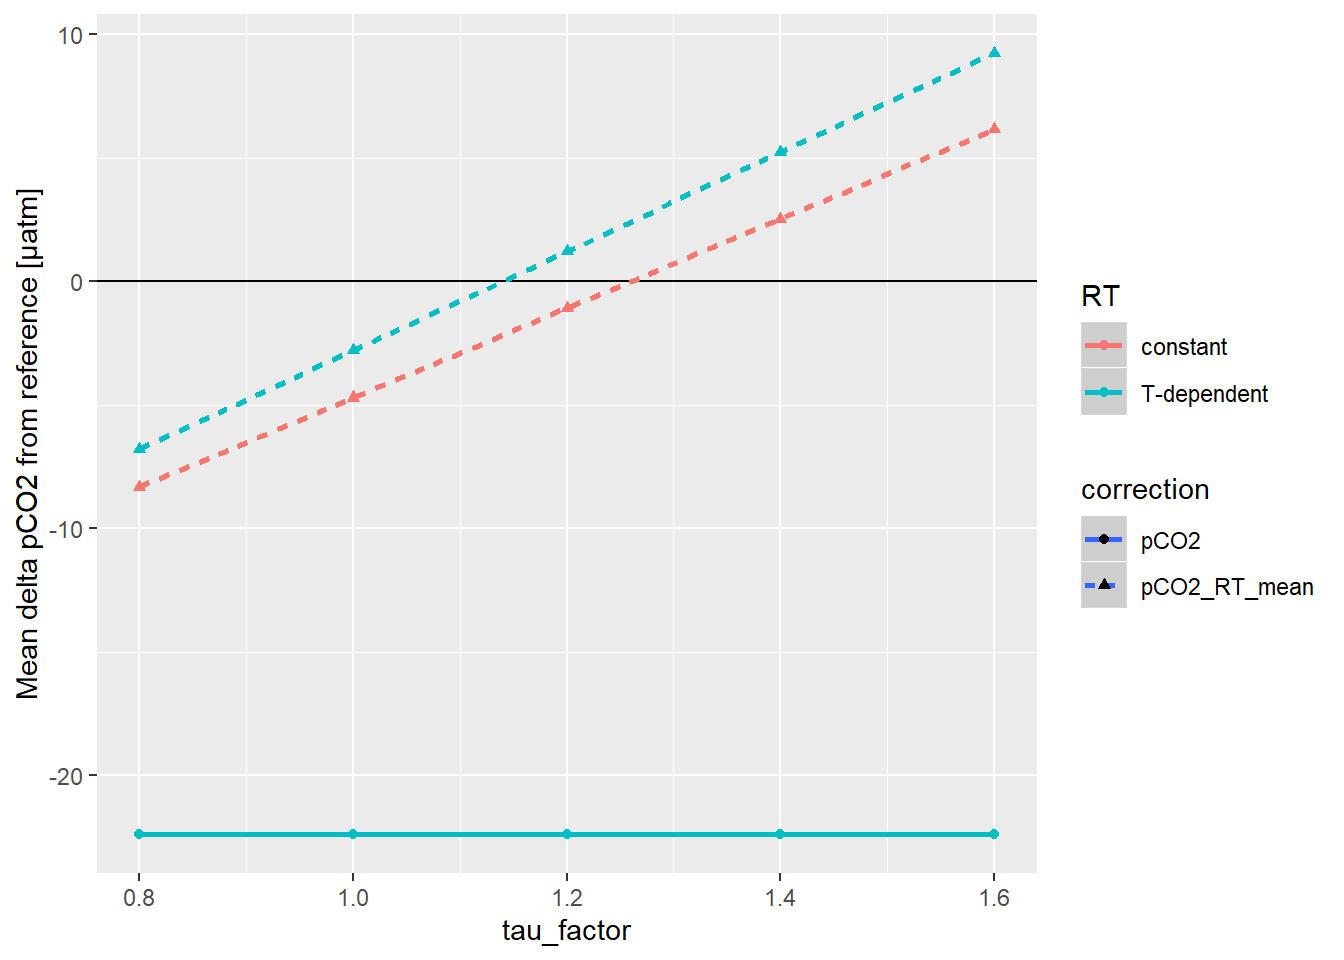 Mean delta pCO2 from reference [µatm]
10
0
-10
-20
0.8 1.0 1.2 1.4 1.6
tau_factor
RT
constant
T-dependent
correction
pCO2
pCO2_RT_mean